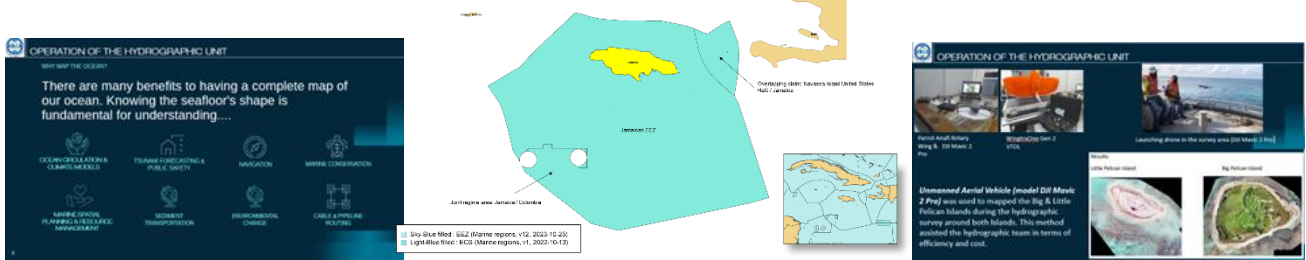 OPERATION OF THE HYDROGRAPHIC UNIT
WHY MAP THE OCEAN?
There are many benefits to having a complete map of
our ocean. Knowing the seafloor's shape is
fundamental for understanding....
OCEAN CIRCULATION &
CLIMATE MODELS
TSUNAMI FORECASTING &
PUBLIC SAFETY
NAVIGATION
MARINE CONSERVATION
MARINE SPATIAL
PLANNING & RESOURCE
MANAGEMENT
SEDIMENT
TRANSPORTATION
ENVIRONMENTAL
CHANGE
CABLE & PIPELINE
ROUTING
Overlapping claim: Navassa Island: United States
Haiti / Jamaica
Jamaican EEZ
Joint regime area: Jamaica / Colombia
Sky-Blue filled : EEZ (Marine regions, v12, 2023-10-25)
Light-Blue filled : ECS (Marine regions, v1, 2022-10-13)
OPERATION OF THE HYDROGRAPHIC UNIT
Parrot Anafi Rotary
Wing & DJI Mavic 2
Pro
WingtraOne Gen 2
VTOL
Launching drone in the survey area (DJI Mavic 2 Pro)
Unmanned Aerial Vehicle (model DJI Mavic
2 Pro) was used to mapped the Big & Little
Pelican Islands during the hydrographic
survey around both Islands. This method
assisted the hydrographic team in terms of
efficiency and cost.
Results:
Little Pelican Island
Big Pelican Island